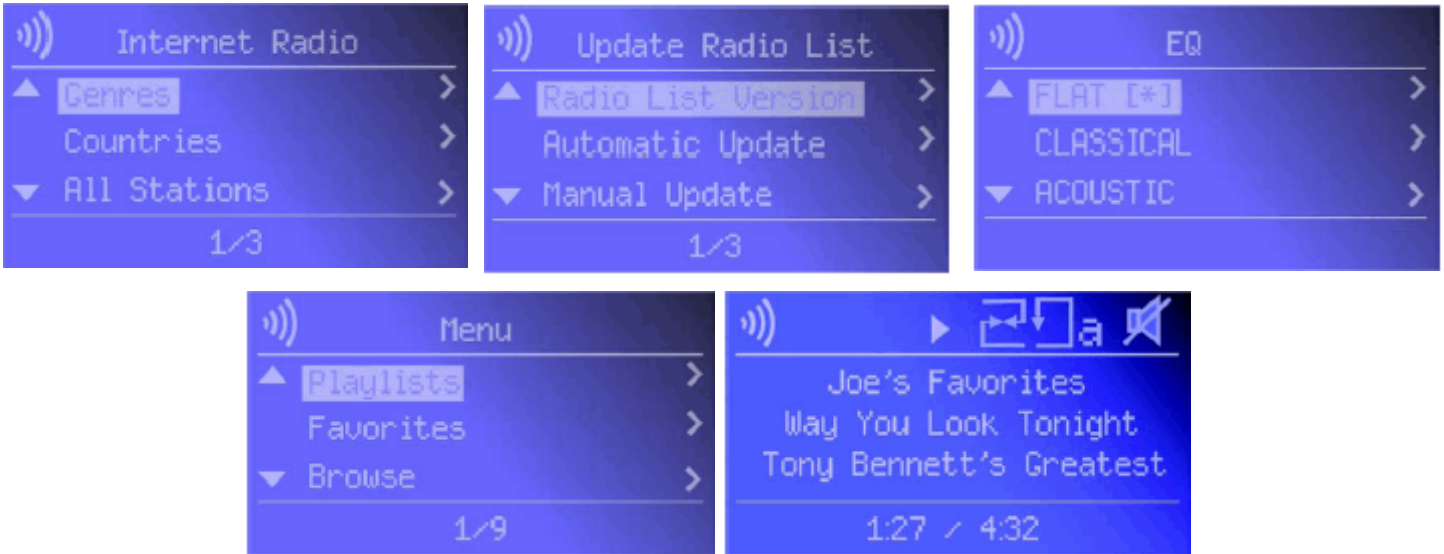 Internet Radio
Genres
Countries
All Stations
1/3
Update Radio List
Radio List Version
Automatic Update
Manual Update
1/3
EQ
FLAT [*]
CLASSICAL
ACOUSTIC
Menu
Playlists
Favorites
Browse
1/9
a
Joe's Favorites
Way You Look Tonight
Tony Bennett's Greatest
1:27 / 4:32